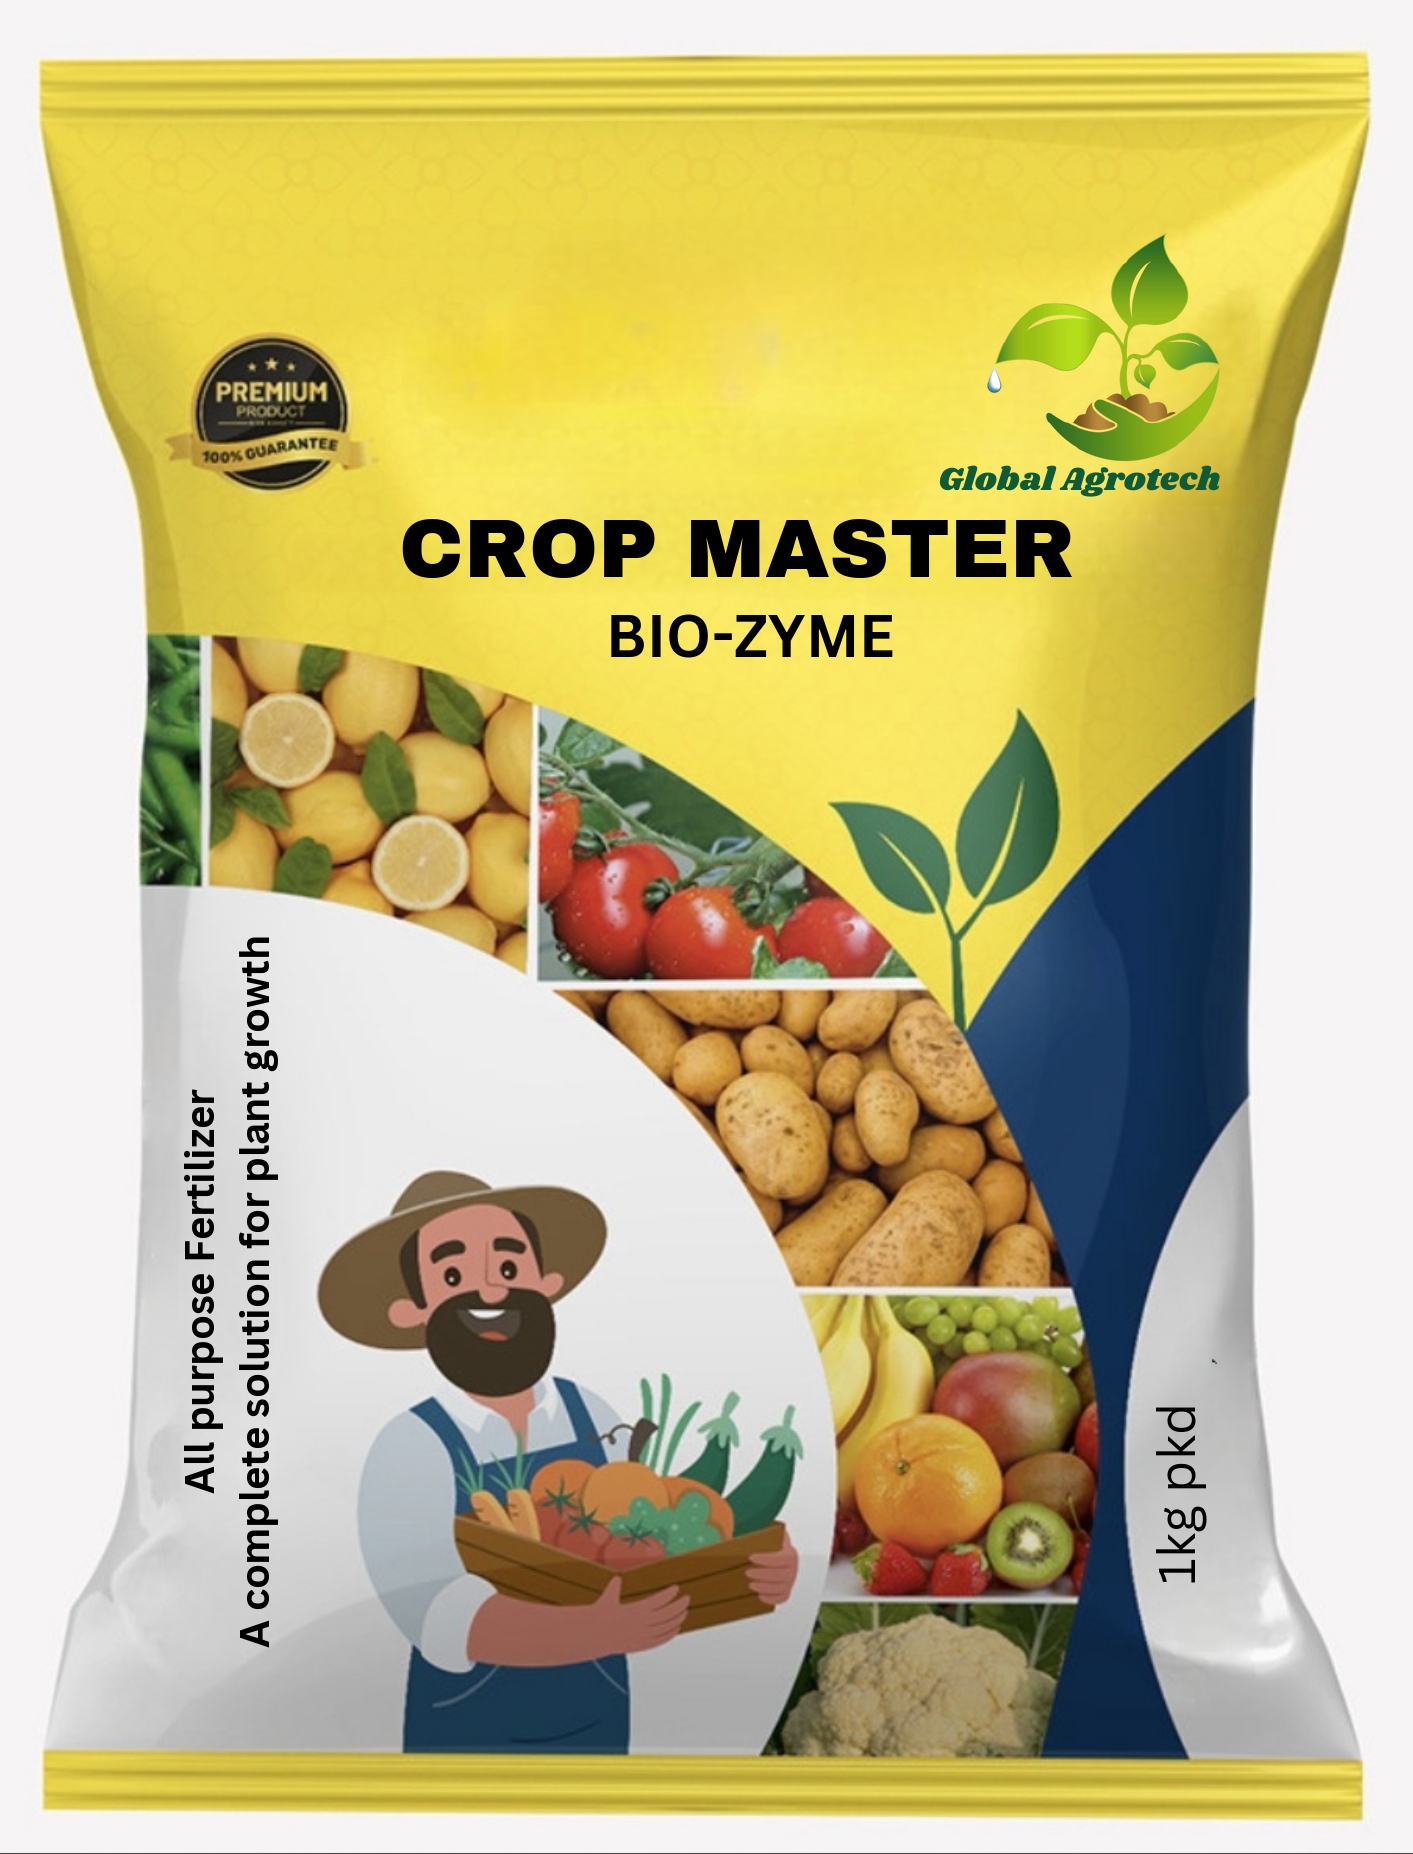 PREMIUM
PRODUCT
100% GUARANTEE
Global Agrotech
CROP MASTER
BIO-ZYME
All purpose Fertilizer
A complete solution for plant growth
1kg pkd